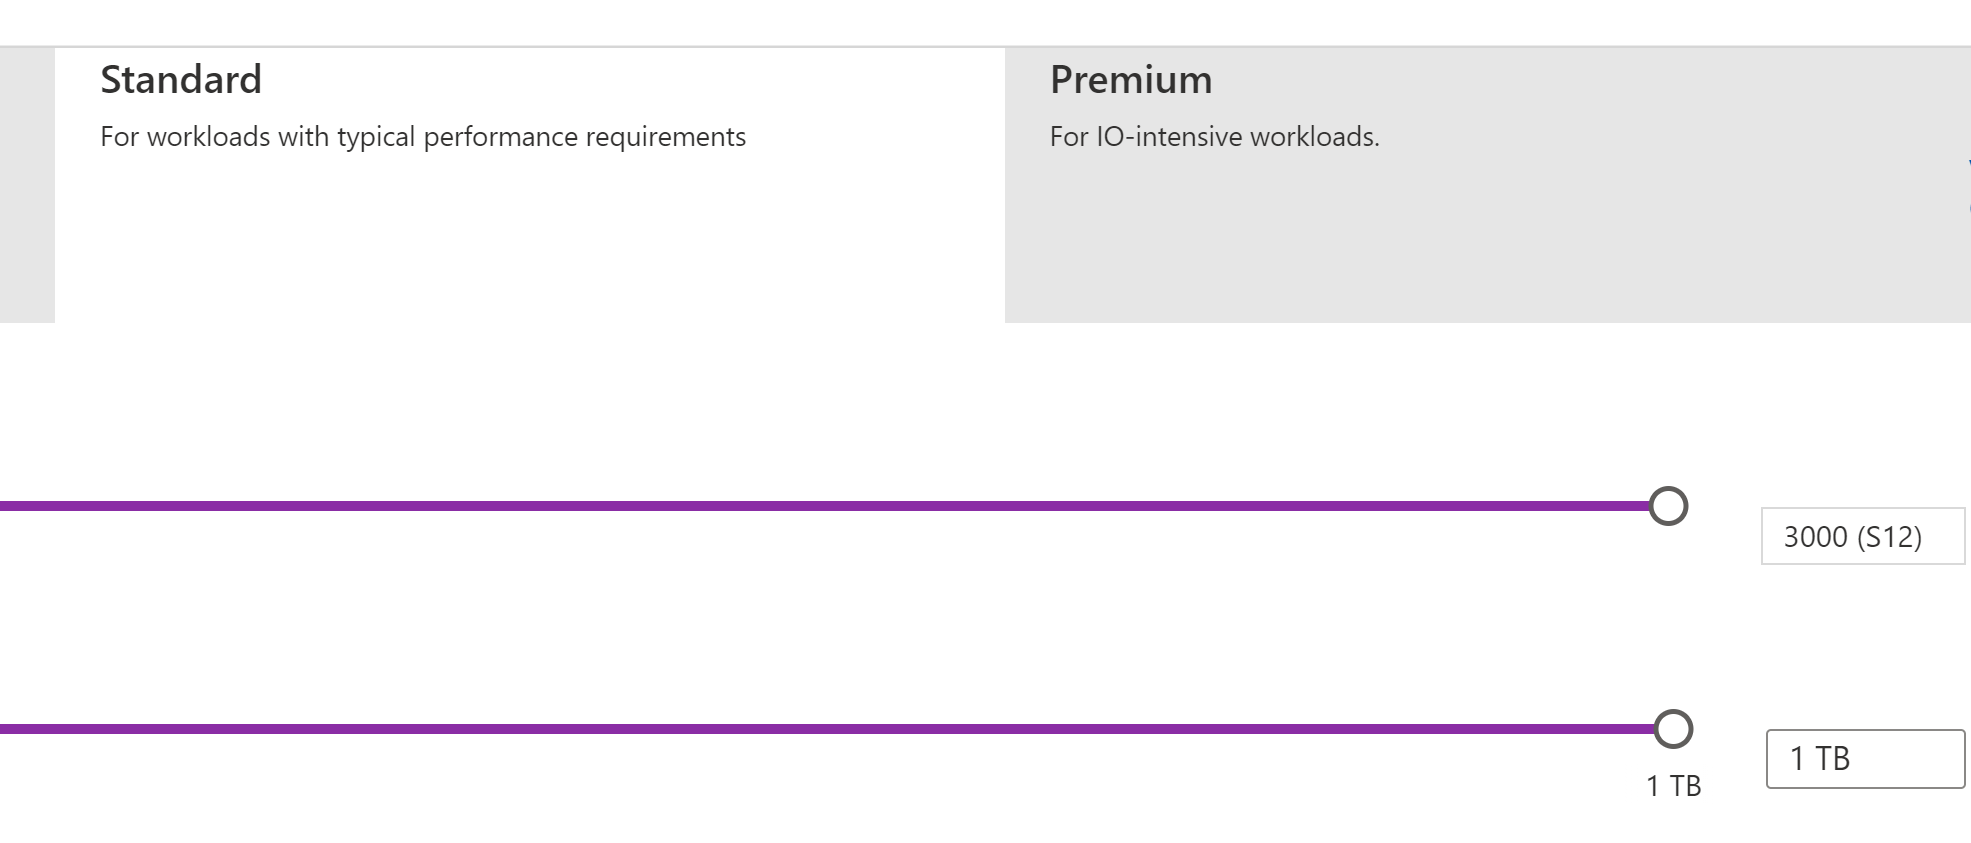 Standard
For workloads with typical performance requirements
Premium
For IO-intensive workloads.
3000 (S12)
1 TB
1 TB